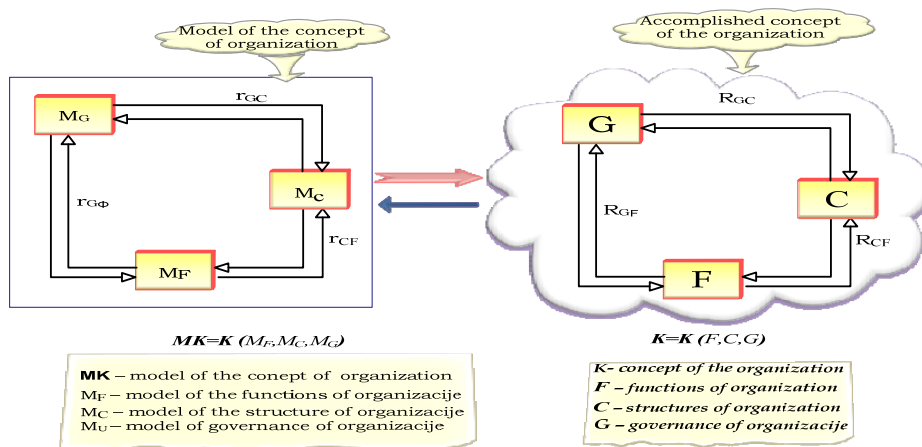 Model of the concept
of organization
Accomplished concept
of the organization
rGC
MG
MC
rGΦ
rCF
MF
RGC
G
C
RGF
RCF
F
MK=K (MF,MC,MG)
K=K (F,C,G)
MK – model of the conept of organization
MF – model of the functions of organizacije
MC – model of the structure of organizacije
MU – model of governance of organizacije
K- concept of the organization
F – functions of organization
C – structures of organization
G – governance of organizacije